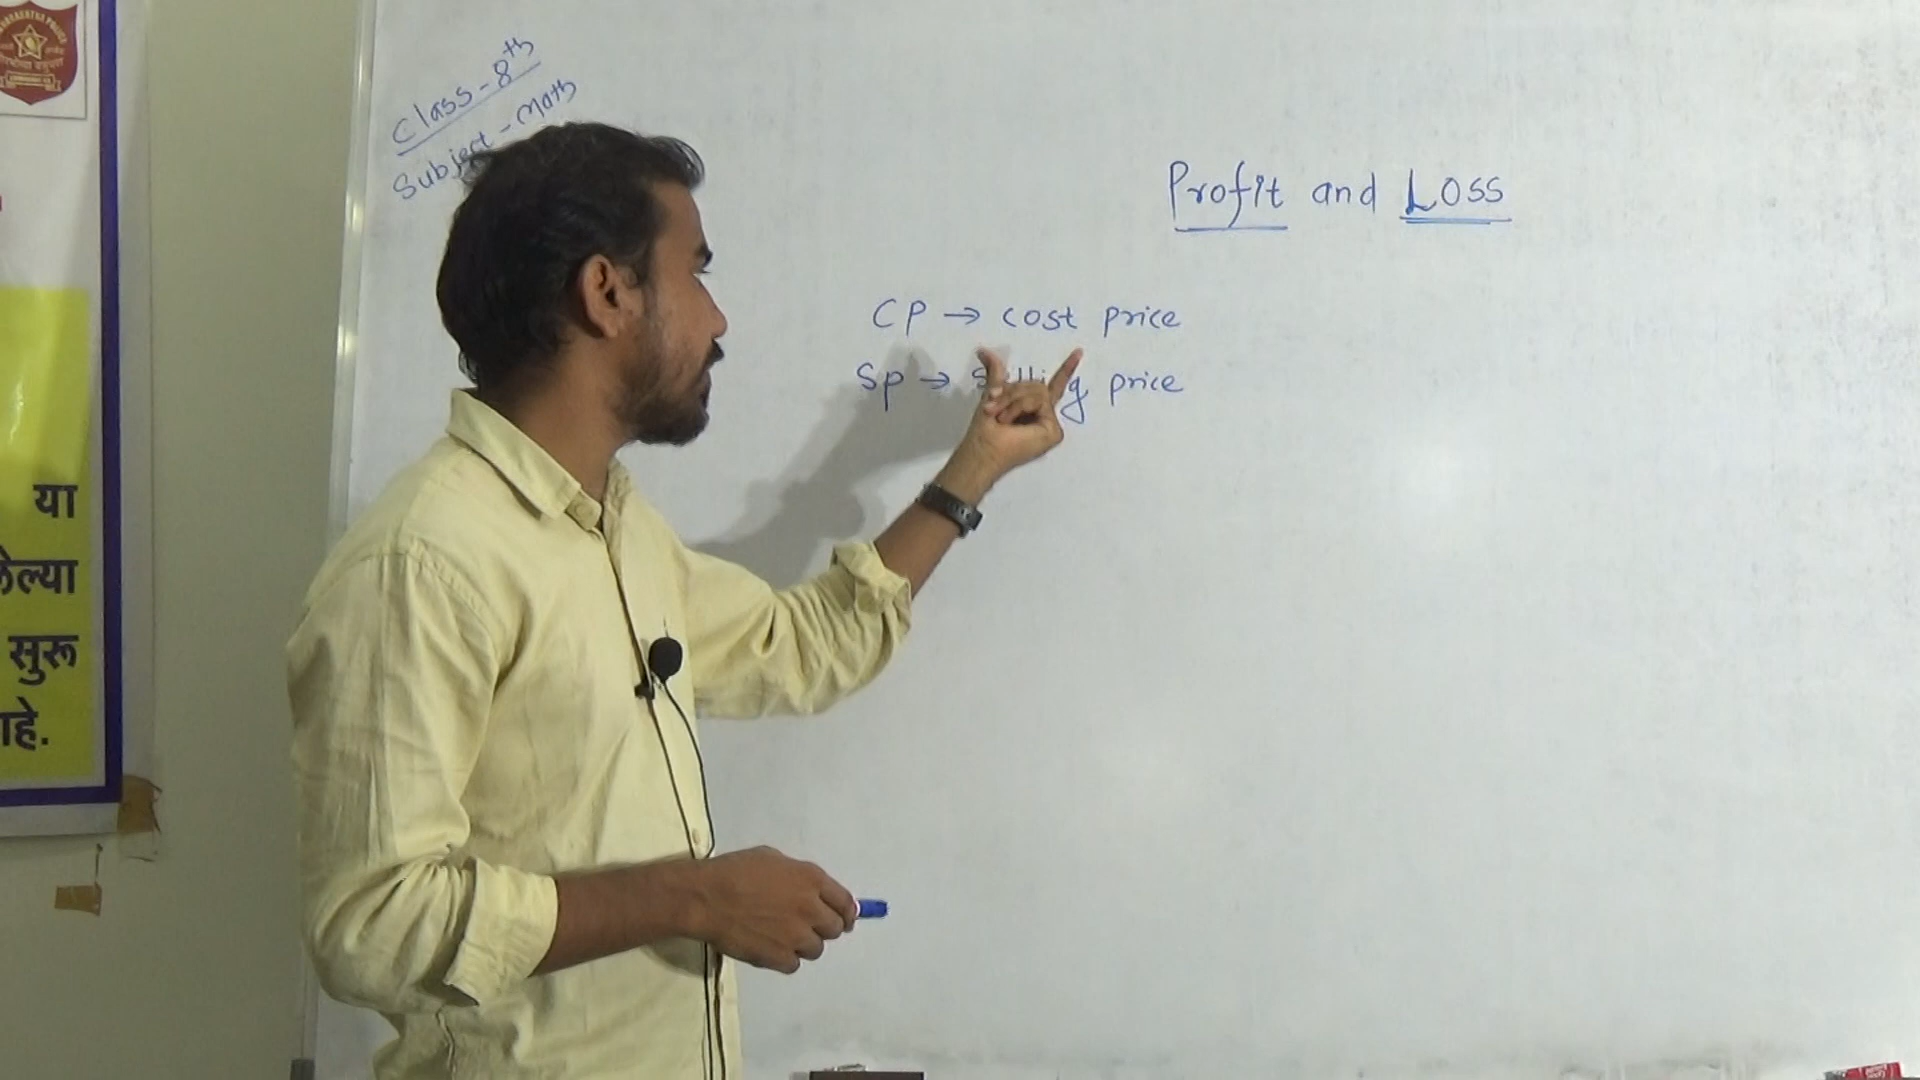 Class - 8th
Subject - Math
Profit and Loss
CP → cost price
Sp → Selling price
या
सुरू